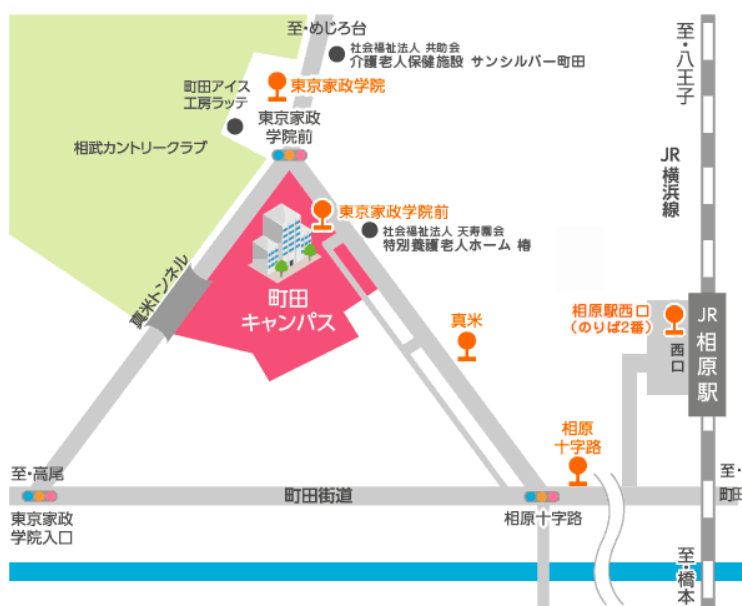 至・めじろ台
社会福祉法人 共助会
介護老人保健施設 サンシルバー町田
東京家政学院
町田アイス
工房ラッテ
東京家政
学院前
相武カントリークラブ
至・八王子
JR
横浜線
東京家政学院前
社会福祉法人 天寿園会
特別養護老人ホーム 椿
真米トンネル
町田
キャンパス
真米
相原駅西口
(のりば2番)
西口
JR
相原駅
相原
十字路
至・高尾
町田街道
至・
町田
東京家政
学院入口
相原十字路
至・橋本